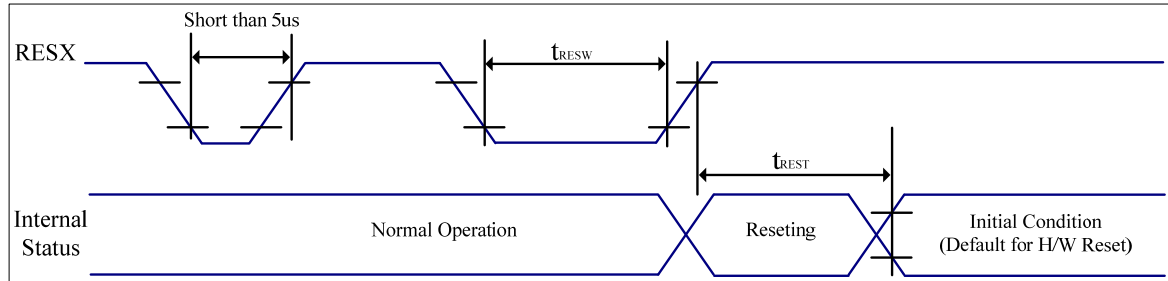 Short than 5us
RESX
tRESW
tREST
Internal
Status
Normal Operation
Reseting
Initial Condition
(Default for H/W Reset)